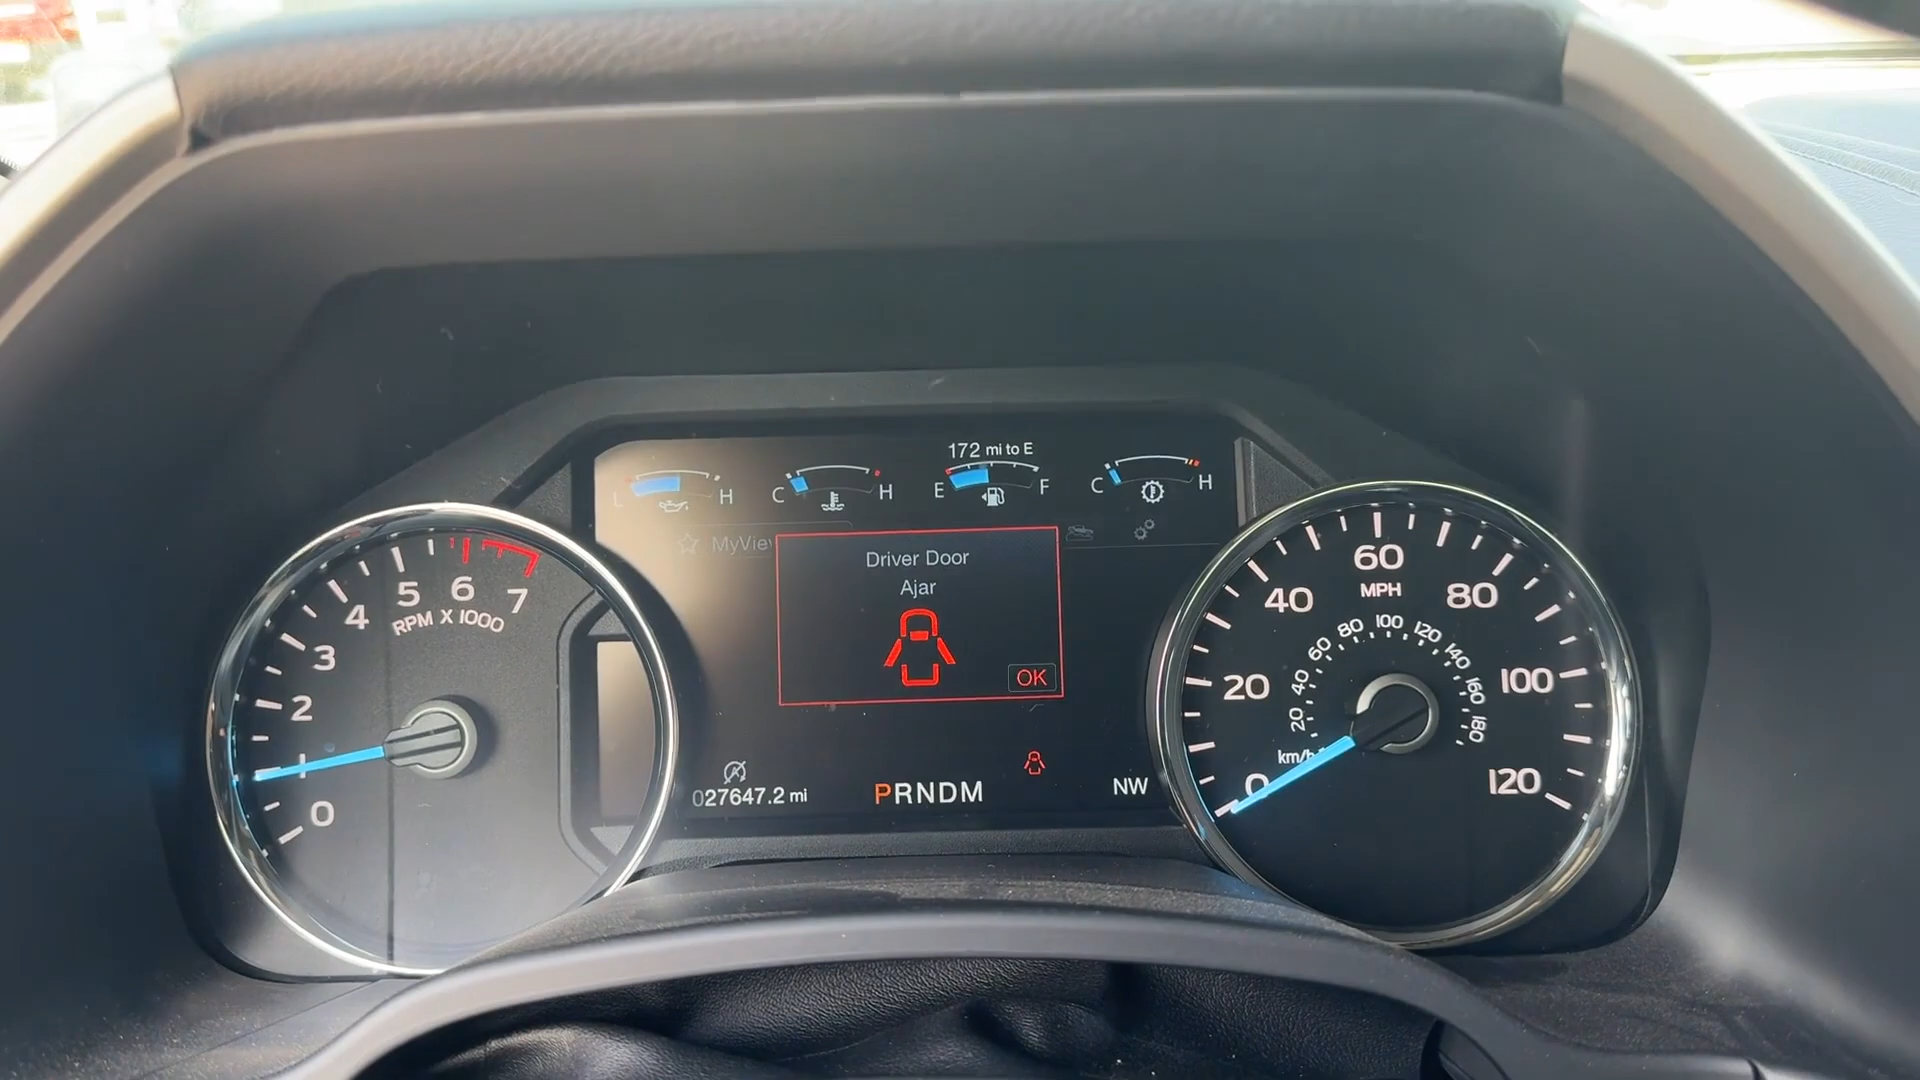 172 mi to E
L H
C H
E F
C H
MyView
Driver Door
Ajar
OK
027647.2 mi
PRNDM
NW
0 1 2 3 4 5 6 7
RPM X 1000
0 20 40 60 80 100 120
MPH
20 40 60 80 100 120 140 160 180
km/h